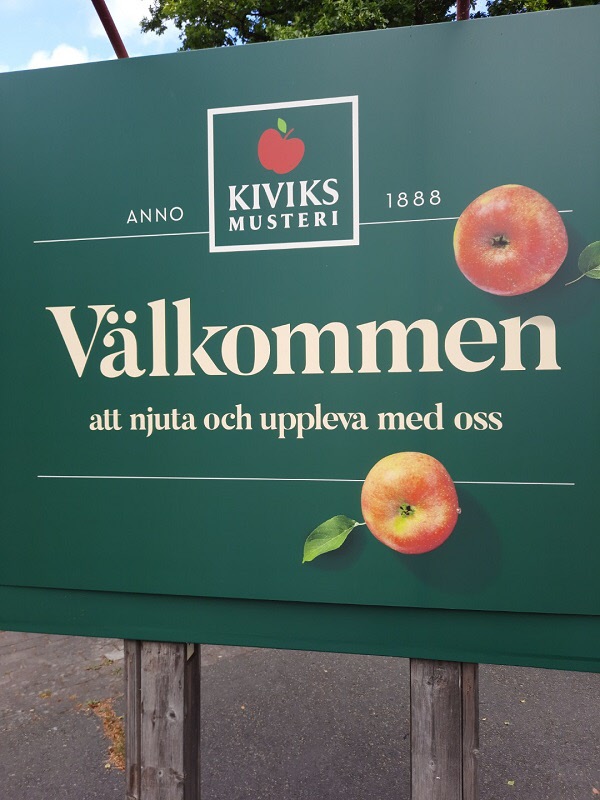 KIVIKS
MUSTERI
ANNO 1888
Välkommen
att njuta och uppleva med oss